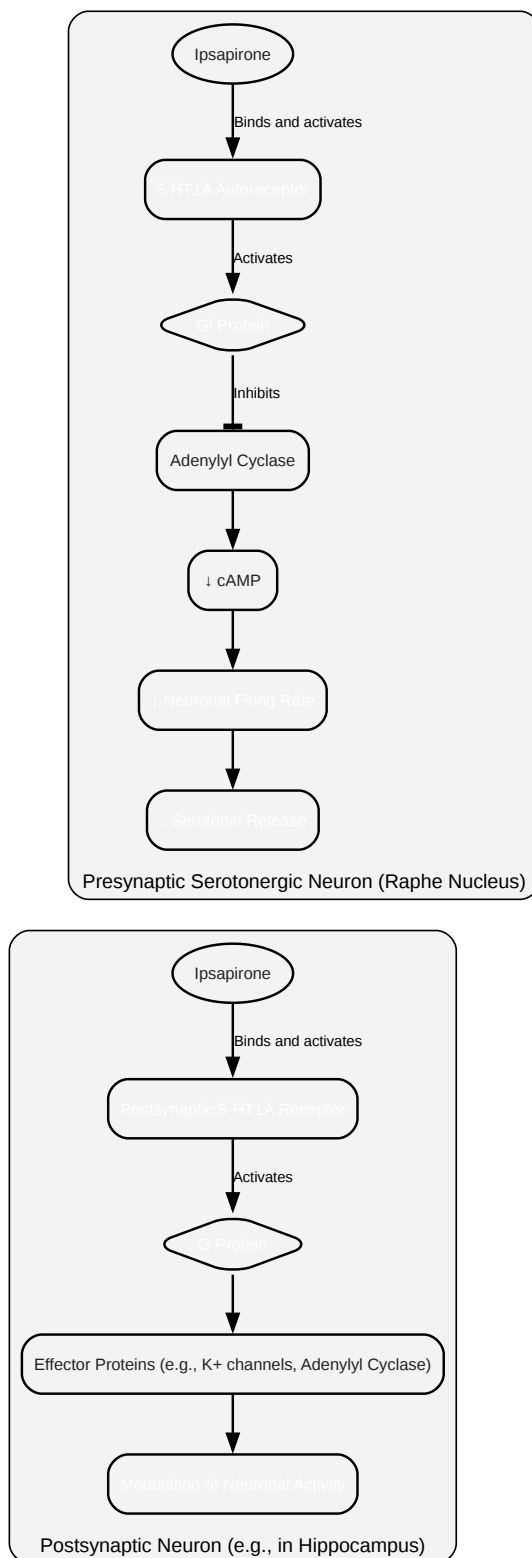 Ipsapirone
Binds and activates
5-HT1A Autoreceptor
Activates
Gi Protein
Inhibits
Adenylyl Cyclase
↓ cAMP
↓ Neuronal Firing Rate
↓ Serotonin Release
Presynaptic Serotonergic Neuron (Raphe Nucleus)
Ipsapirone
Binds and activates
Postsynaptic 5-HT1A Receptor
Activates
G Protein
Effector Proteins (e.g., K+ channels, Adenylyl Cyclase)
Modulation of Neuronal Activity
Postsynaptic Neuron (e.g., in Hippocampus)